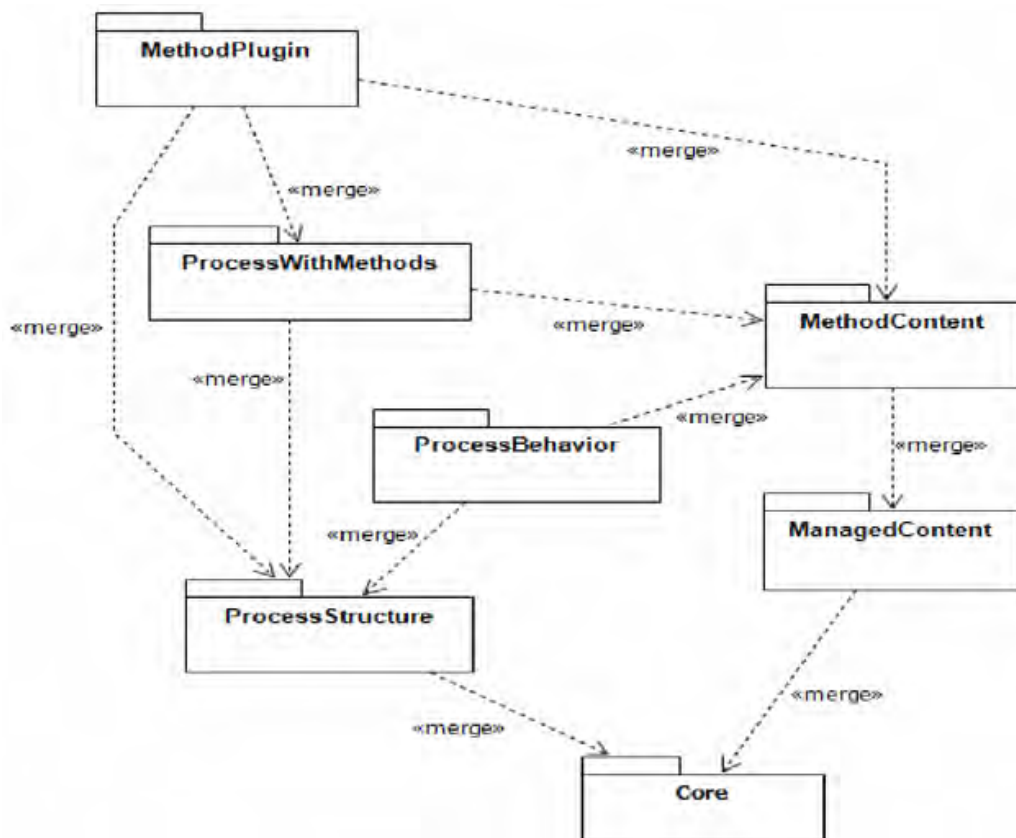 MethodPlugin
«merge»
«merge»
ProcessWithMethods
«merge»
«merge»
MethodContent
«merge»
«merge»
ProcessBehavior
«merge»
«merge»
ManagedContent
ProcessStructure
«merge»
«merge»
Core